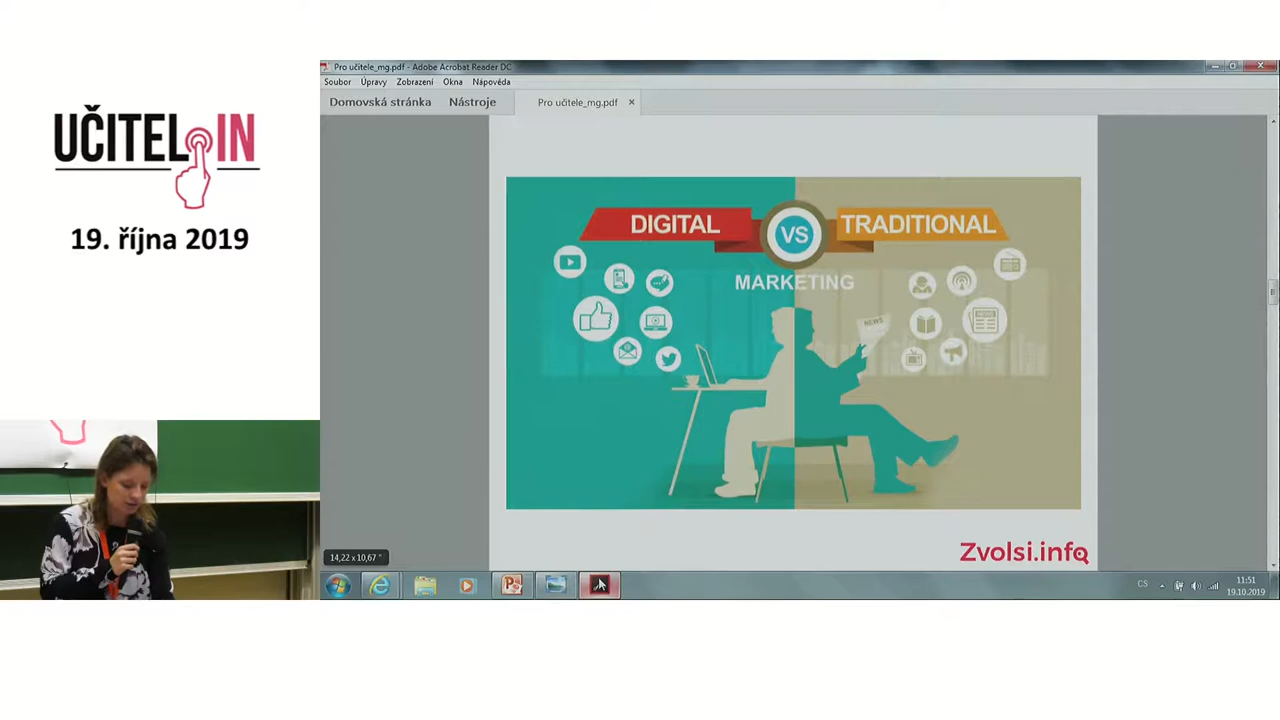 UČITEL IN
19. října 2019
Pro učitele_mg.pdf - Adobe Acrobat Reader DC
Soubor Úpravy Zobrazení Okna Nápověda
Domovská stránka Nástroje Pro učitele_mg.pdf ×
DIGITAL VS TRADITIONAL
MARKETING
NEWS
NEWS
Zvolsi.info
14,22 x 10,67 "
CS 11:51
19.10.2019